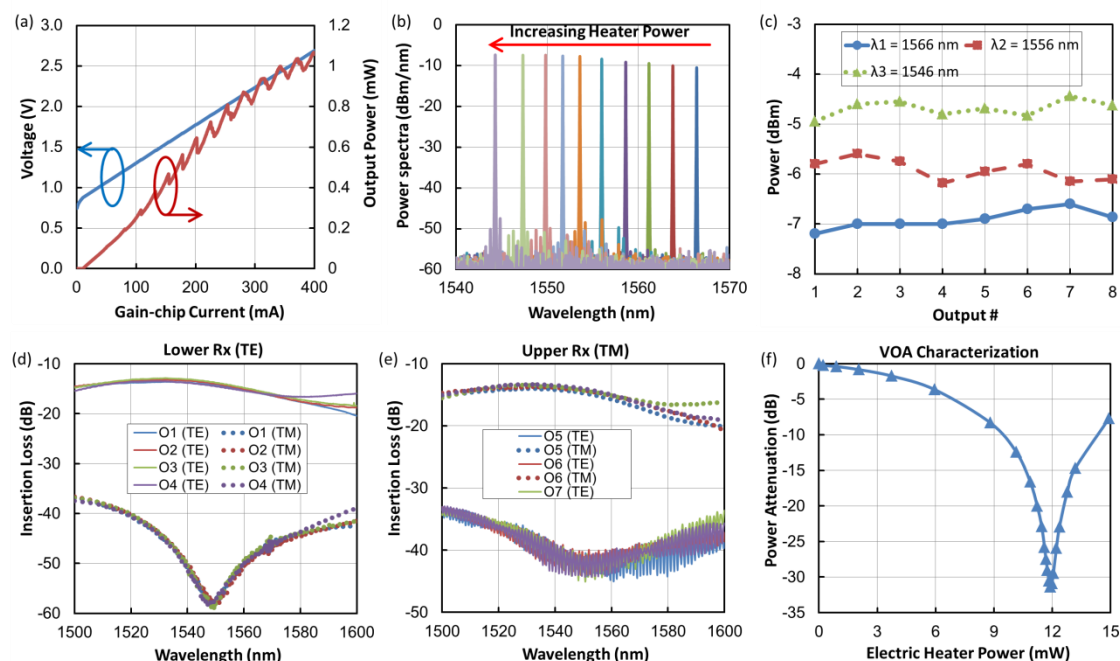 (a)
3.0
2.5
2.0
1.5
1.0
0.5
0.0
Voltage (V)
1.2
1
0.8
0.6
0.4
0.2
0
Output Power (mW)
0 100 200 300 400
Gain-chip Current (mA)
(b)
Increasing Heater Power
10
0
-10
-20
-30
-40
-50
-60
Power spectra (dBm/nm)
1540 1550 1560 1570
Wavelength (nm)
(c)
-3
-4
-5
-6
-7
-8
Power (dBm)
λ1 = 1566 nm
λ2 = 1556 nm
λ3 = 1546 nm
1 2 3 4 5 6 7 8
Output #
(d)
Lower Rx (TE)
-10
-20
-30
-40
-50
-60
Insertion Loss (dB)
O1 (TE) O1 (TM)
O2 (TE) O2 (TM)
O3 (TE) O3 (TM)
O4 (TE) O4 (TM)
1500 1520 1540 1560 1580 1600
Wavelength (nm)
(e)
Upper Rx (TM)
-10
-20
-30
-40
-50
Insertion Loss (dB)
O5 (TE)
O5 (TM)
O6 (TE)
O6 (TM)
O7 (TE)
1500 1520 1540 1560 1580 1600
Wavelength (nm)
(f)
VOA Characterization
0
-5
-10
-15
-20
-25
-30
-35
Power Attenuation (dB)
0 3 6 9 12 15
Electric Heater Power (mW)